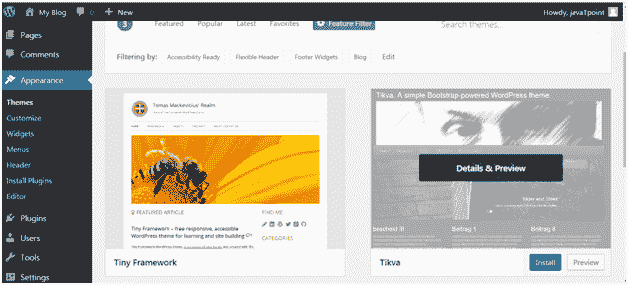 My Blog 0 New Howdy, javaTpoint
Pages
Comments
Appearance
Themes
Customize
Widgets
Menus
Header
Install Plugins
Editor
Plugins
Users
Tools
Settings
3 Featured Popular Latest Favorites Feature Filter Search themes...
Filtering by: Accessibility Ready Flexible Header Footer Widgets Blog Edit
Tomas Mackevicius' Realm
FEATURED ARTICLE
FIND ME
Tiny Framework – free responsive, accessible
WordPress theme for learning and site building
CATEGORIES
Tiny Framework
Tikva, A simple Bootstrap-powered WordPress theme
Details & Preview
Beitrag 1
Tikva
Install Preview